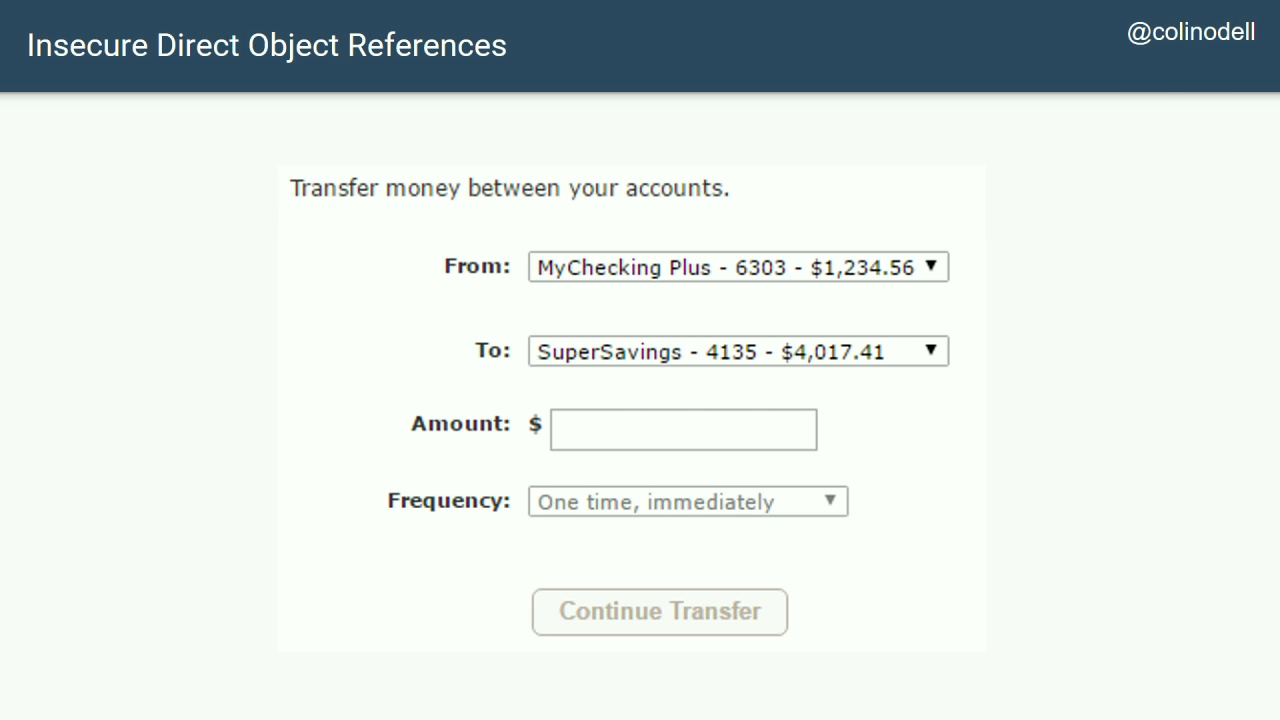 Insecure Direct Object References
@colinodell
Transfer money between your accounts.
From: MyChecking Plus - 6303 - $1,234.56
To: SuperSavings - 4135 - $4,017.41
Amount: $
Frequency: One time, immediately
Continue Transfer